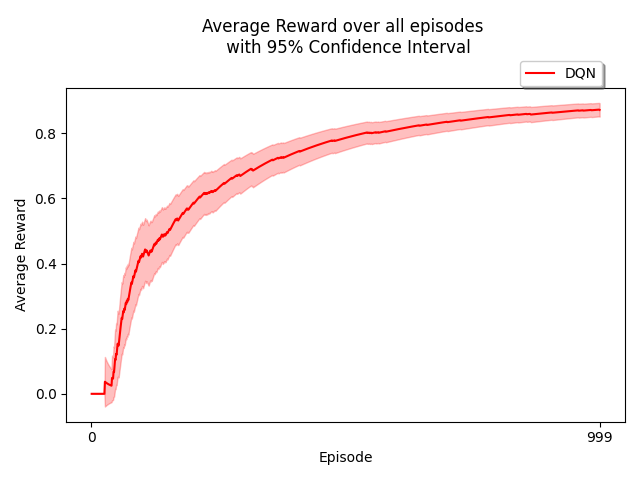 Average Reward over all episodes
with 95% Confidence Interval
DQN
0.8
0.6
0.4
0.2
0.0
Average Reward
0 999
Episode